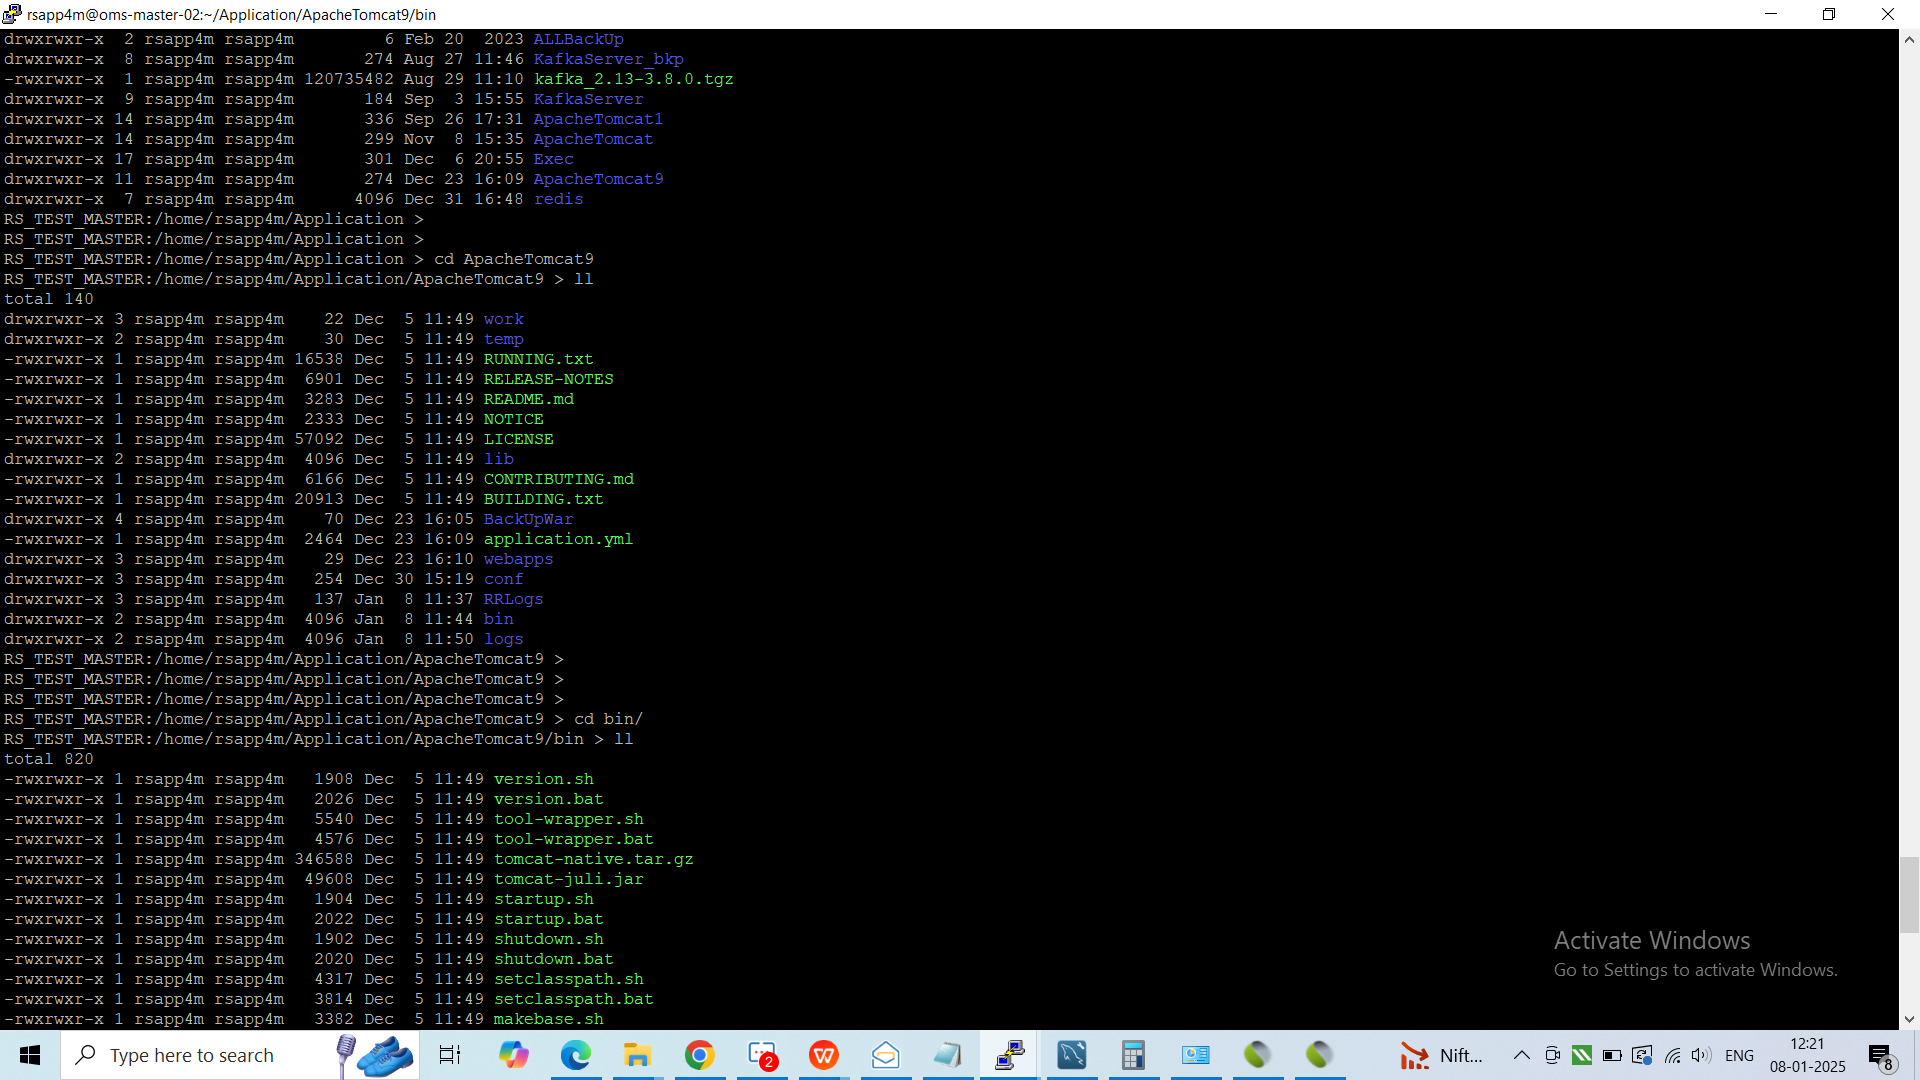 rsapp4m@oms-master-02:~/Application/ApacheTomcat9/bin
drwxrwxr-x  2 rsapp4m rsapp4m         6 Feb 20  2023 ALLBackUp
drwxrwxr-x  8 rsapp4m rsapp4m       274 Aug 27 11:46 KafkaServer_bkp
-rwxrwxr-x  1 rsapp4m rsapp4m 120735482 Aug 29 11:10 kafka_2.13-3.8.0.tgz
drwxrwxr-x  9 rsapp4m rsapp4m       184 Sep  3 15:55 KafkaServer
drwxrwxr-x 14 rsapp4m rsapp4m       336 Sep 26 17:31 ApacheTomcat1
drwxrwxr-x 14 rsapp4m rsapp4m       299 Nov  8 15:35 ApacheTomcat
drwxrwxr-x 17 rsapp4m rsapp4m       301 Dec  6 20:55 Exec
drwxrwxr-x 11 rsapp4m rsapp4m       274 Dec 23 16:09 ApacheTomcat9
drwxrwxr-x  7 rsapp4m rsapp4m      4096 Dec 31 16:48 redis
RS_TEST_MASTER:/home/rsapp4m/Application >
RS_TEST_MASTER:/home/rsapp4m/Application >
RS_TEST_MASTER:/home/rsapp4m/Application > cd ApacheTomcat9
RS_TEST_MASTER:/home/rsapp4m/Application/ApacheTomcat9 > ll
total 140
drwxrwxr-x 3 rsapp4m rsapp4m    22 Dec  5 11:49 work
drwxrwxr-x 2 rsapp4m rsapp4m    30 Dec  5 11:49 temp
-rwxrwxr-x 1 rsapp4m rsapp4m 16538 Dec  5 11:49 RUNNING.txt
-rwxrwxr-x 1 rsapp4m rsapp4m  6901 Dec  5 11:49 RELEASE-NOTES
-rwxrwxr-x 1 rsapp4m rsapp4m  3283 Dec  5 11:49 README.md
-rwxrwxr-x 1 rsapp4m rsapp4m  2333 Dec  5 11:49 NOTICE
-rwxrwxr-x 1 rsapp4m rsapp4m 57092 Dec  5 11:49 LICENSE
drwxrwxr-x 2 rsapp4m rsapp4m  4096 Dec  5 11:49 lib
-rwxrwxr-x 1 rsapp4m rsapp4m  6166 Dec  5 11:49 CONTRIBUTING.md
-rwxrwxr-x 1 rsapp4m rsapp4m 20913 Dec  5 11:49 BUILDING.txt
drwxrwxr-x 4 rsapp4m rsapp4m    70 Dec 23 16:05 BackUpWar
-rwxrwxr-x 1 rsapp4m rsapp4m  2464 Dec 23 16:09 application.yml
drwxrwxr-x 3 rsapp4m rsapp4m    29 Dec 23 16:10 webapps
drwxrwxr-x 3 rsapp4m rsapp4m   254 Dec 30 15:19 conf
drwxrwxr-x 3 rsapp4m rsapp4m   137 Jan  8 11:37 RRLogs
drwxrwxr-x 2 rsapp4m rsapp4m  4096 Jan  8 11:44 bin
drwxrwxr-x 2 rsapp4m rsapp4m  4096 Jan  8 11:50 logs
RS_TEST_MASTER:/home/rsapp4m/Application/ApacheTomcat9 >
RS_TEST_MASTER:/home/rsapp4m/Application/ApacheTomcat9 >
RS_TEST_MASTER:/home/rsapp4m/Application/ApacheTomcat9 >
RS_TEST_MASTER:/home/rsapp4m/Application/ApacheTomcat9 > cd bin/
RS_TEST_MASTER:/home/rsapp4m/Application/ApacheTomcat9/bin > ll
total 820
-rwxrwxr-x 1 rsapp4m rsapp4m   1908 Dec  5 11:49 version.sh
-rwxrwxr-x 1 rsapp4m rsapp4m   2026 Dec  5 11:49 version.bat
-rwxrwxr-x 1 rsapp4m rsapp4m   5540 Dec  5 11:49 tool-wrapper.sh
-rwxrwxr-x 1 rsapp4m rsapp4m   4576 Dec  5 11:49 tool-wrapper.bat
-rwxrwxr-x 1 rsapp4m rsapp4m 346588 Dec  5 11:49 tomcat-native.tar.gz
-rwxrwxr-x 1 rsapp4m rsapp4m  49608 Dec  5 11:49 tomcat-juli.jar
-rwxrwxr-x 1 rsapp4m rsapp4m   1904 Dec  5 11:49 startup.sh
-rwxrwxr-x 1 rsapp4m rsapp4m   2022 Dec  5 11:49 startup.bat
-rwxrwxr-x 1 rsapp4m rsapp4m   1902 Dec  5 11:49 shutdown.sh
-rwxrwxr-x 1 rsapp4m rsapp4m   2020 Dec  5 11:49 shutdown.bat
-rwxrwxr-x 1 rsapp4m rsapp4m   4317 Dec  5 11:49 setclasspath.sh
-rwxrwxr-x 1 rsapp4m rsapp4m   3814 Dec  5 11:49 setclasspath.bat
-rwxrwxr-x 1 rsapp4m rsapp4m   3382 Dec  5 11:49 makebase.sh
Activate Windows
Go to Settings to activate Windows.
Type here to search
2
Nift...
ENG
12:21
08-01-2025
8